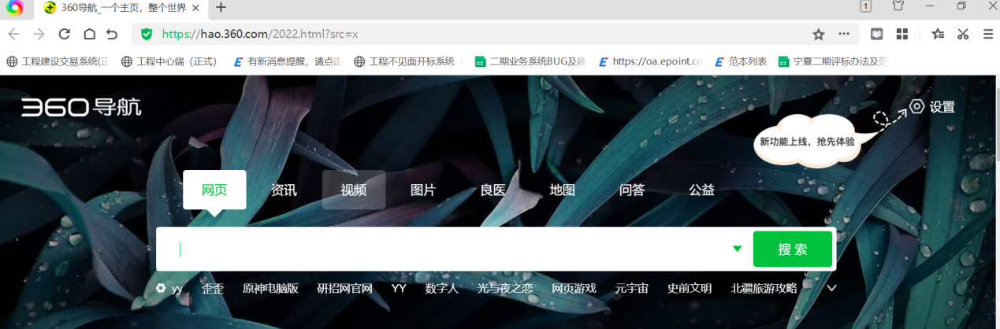 360导航_一个主页，整个世界
1
https://hao.360.com/2022.html?src=x
工程建设交易系统(正 工程中心端（正式） 有新消息提醒，请点击 工程不见面开标系统（ 二期业务系统BUG及建 https://oa.epoint.co 范本列表 宁夏二期评标办法及范
360导航
设置
新功能上线，抢先体验
网页 资讯 视频 图片 良医 地图 问答 公益
搜索
yy 歪歪 原神电脑版 研招网官网 YY 数字人 光与夜之恋 网页游戏 元宇宙 史前文明 北疆旅游攻略